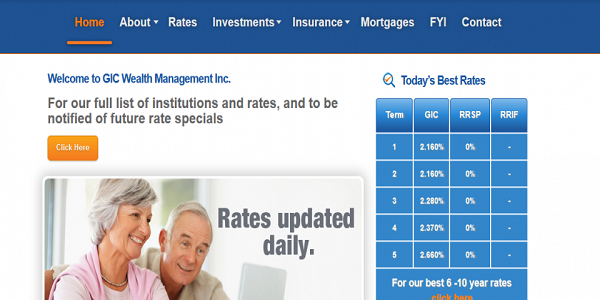 Home About Rates Investments Insurance Mortgages FYI Contact
Welcome to GIC Wealth Management Inc.
For our full list of institutions and rates, and to be
notified of future rate specials
Click Here
Rates updated
daily.
Today's Best Rates
Term GIC RRSP RRIF
1 2.160% 0% -
2 2.160% 0% -
3 2.280% 0% -
4 2.370% 0% -
5 2.660% 0% -
For our best 6 -10 year rates
click here